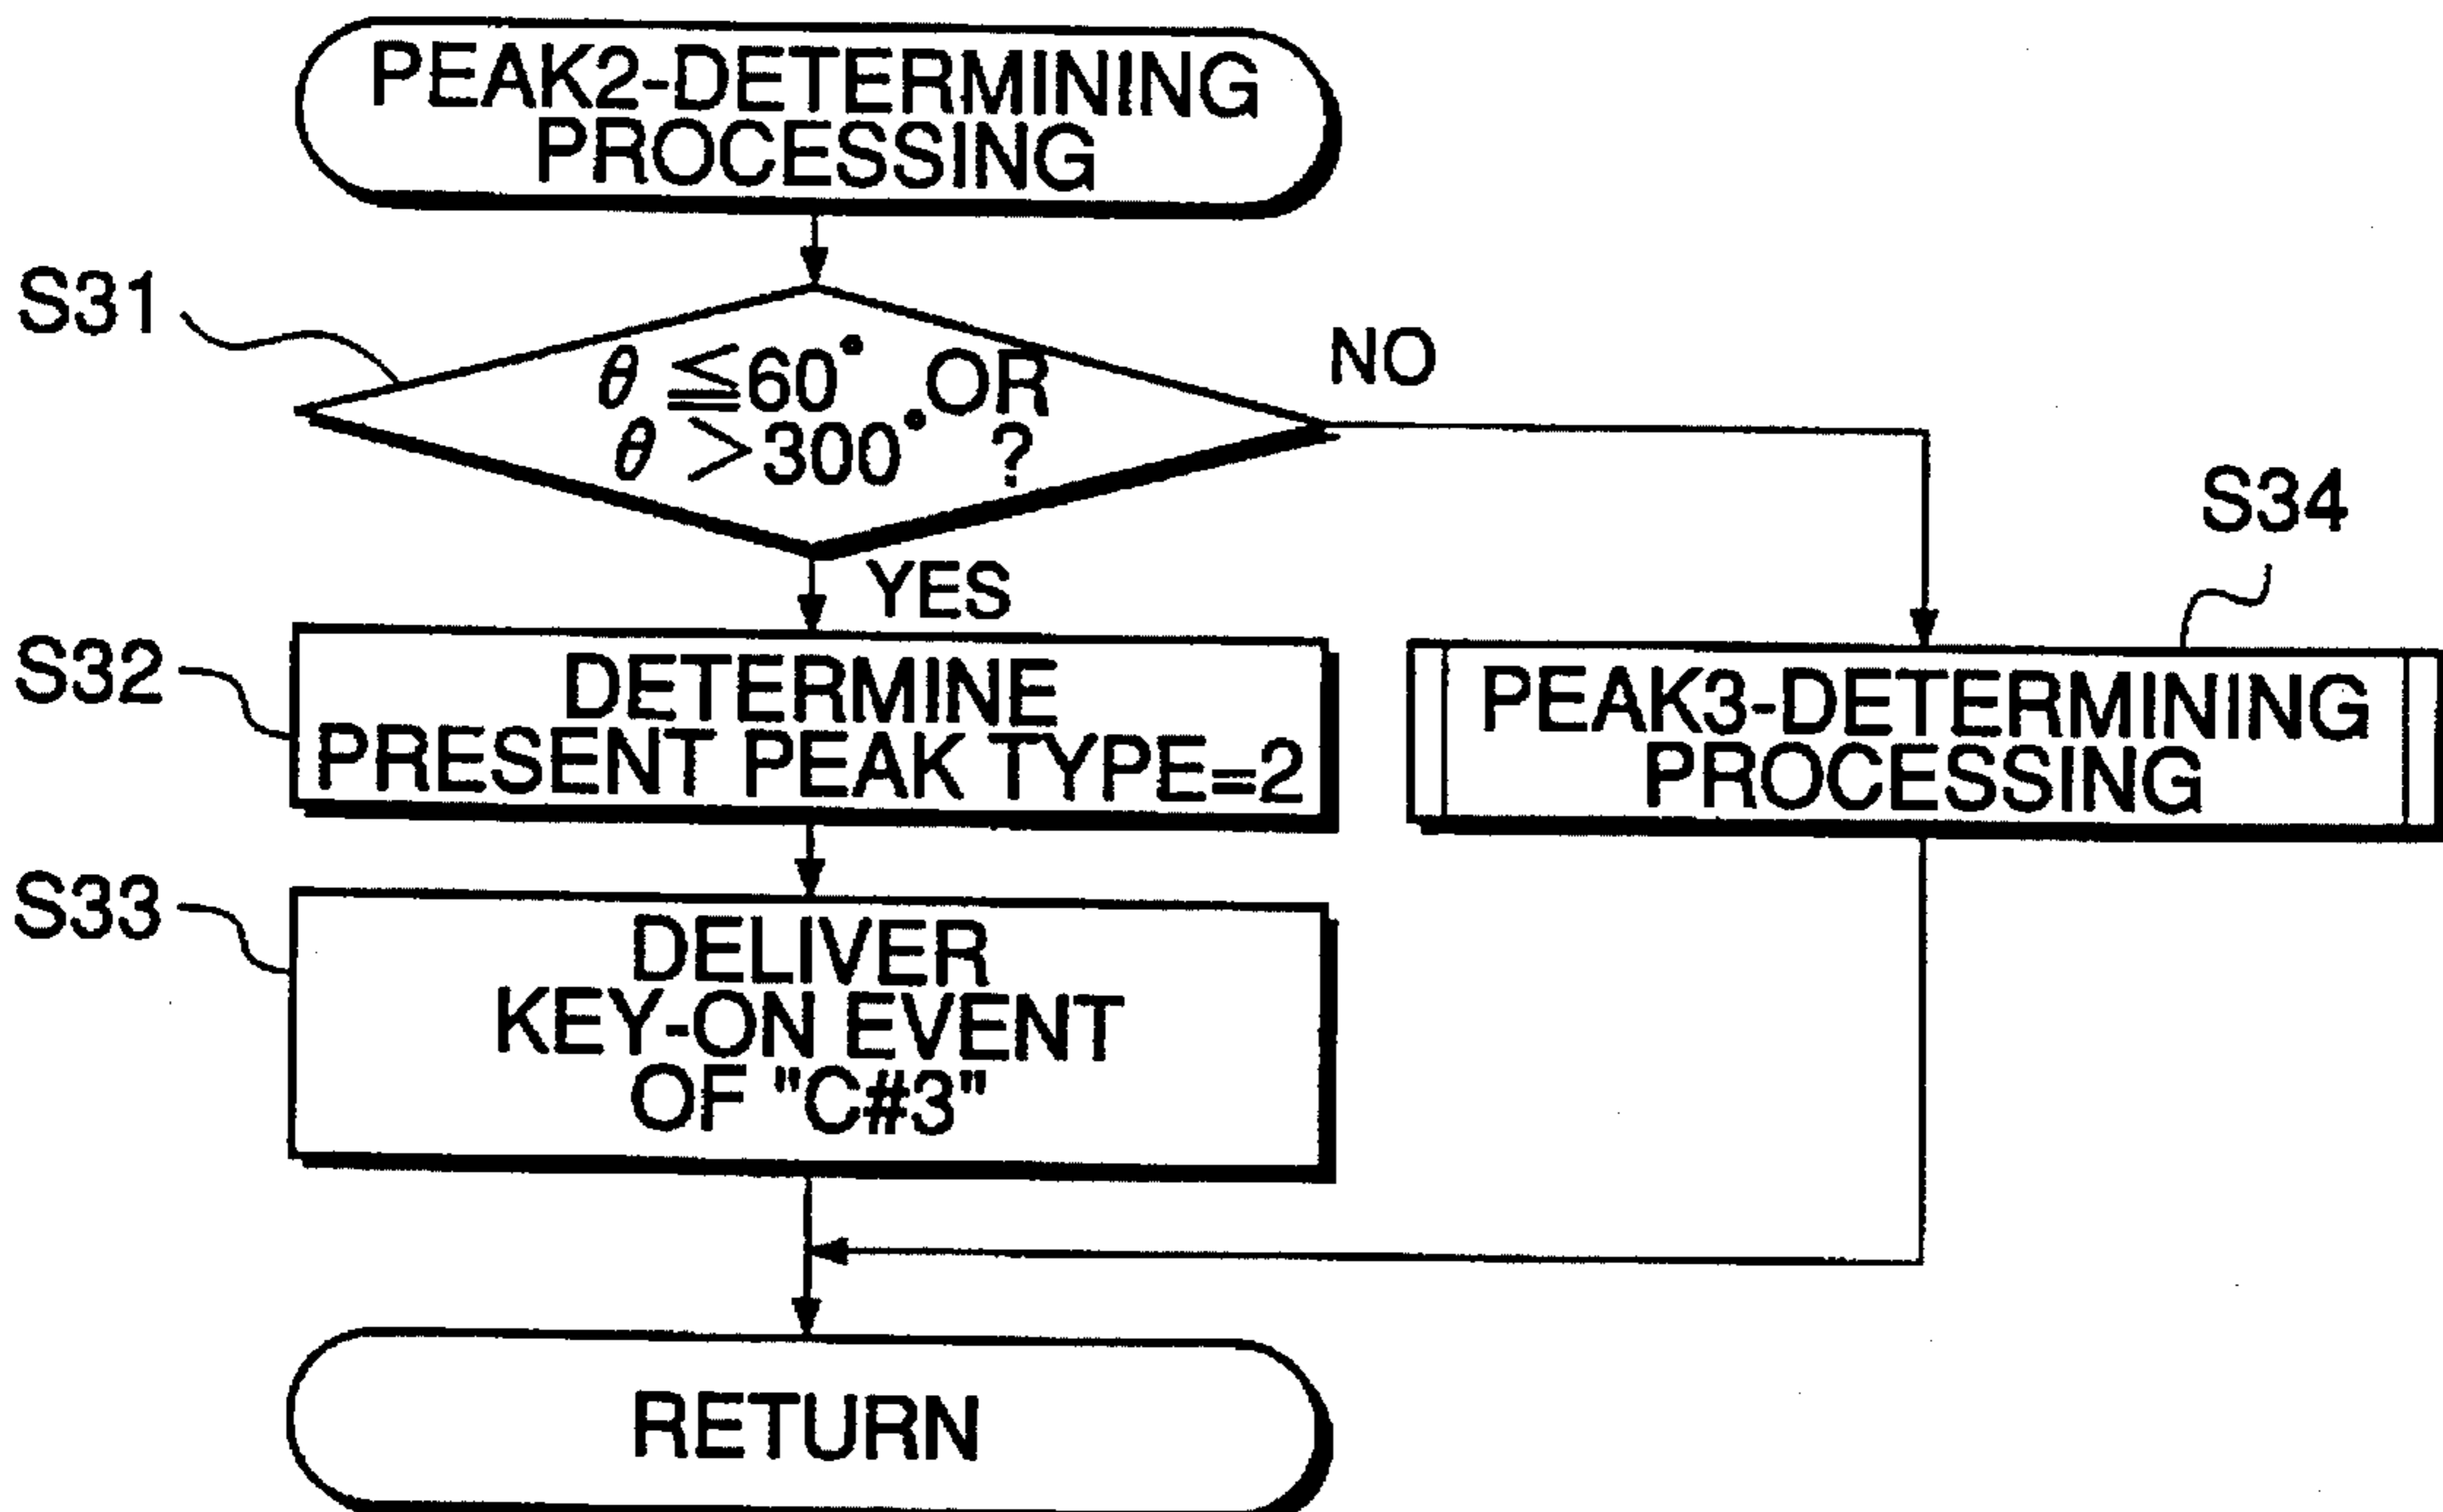 PEAK2-DETERMINING
PROCESSING
S31
θ ≦60° OR
θ >300° ?
NO
YES
S34
S32
DETERMINE
PRESENT PEAK TYPE=2
PEAK3-DETERMINING
PROCESSING
S33
DELIVER
KEY-ON EVENT
OF "C#3"
RETURN